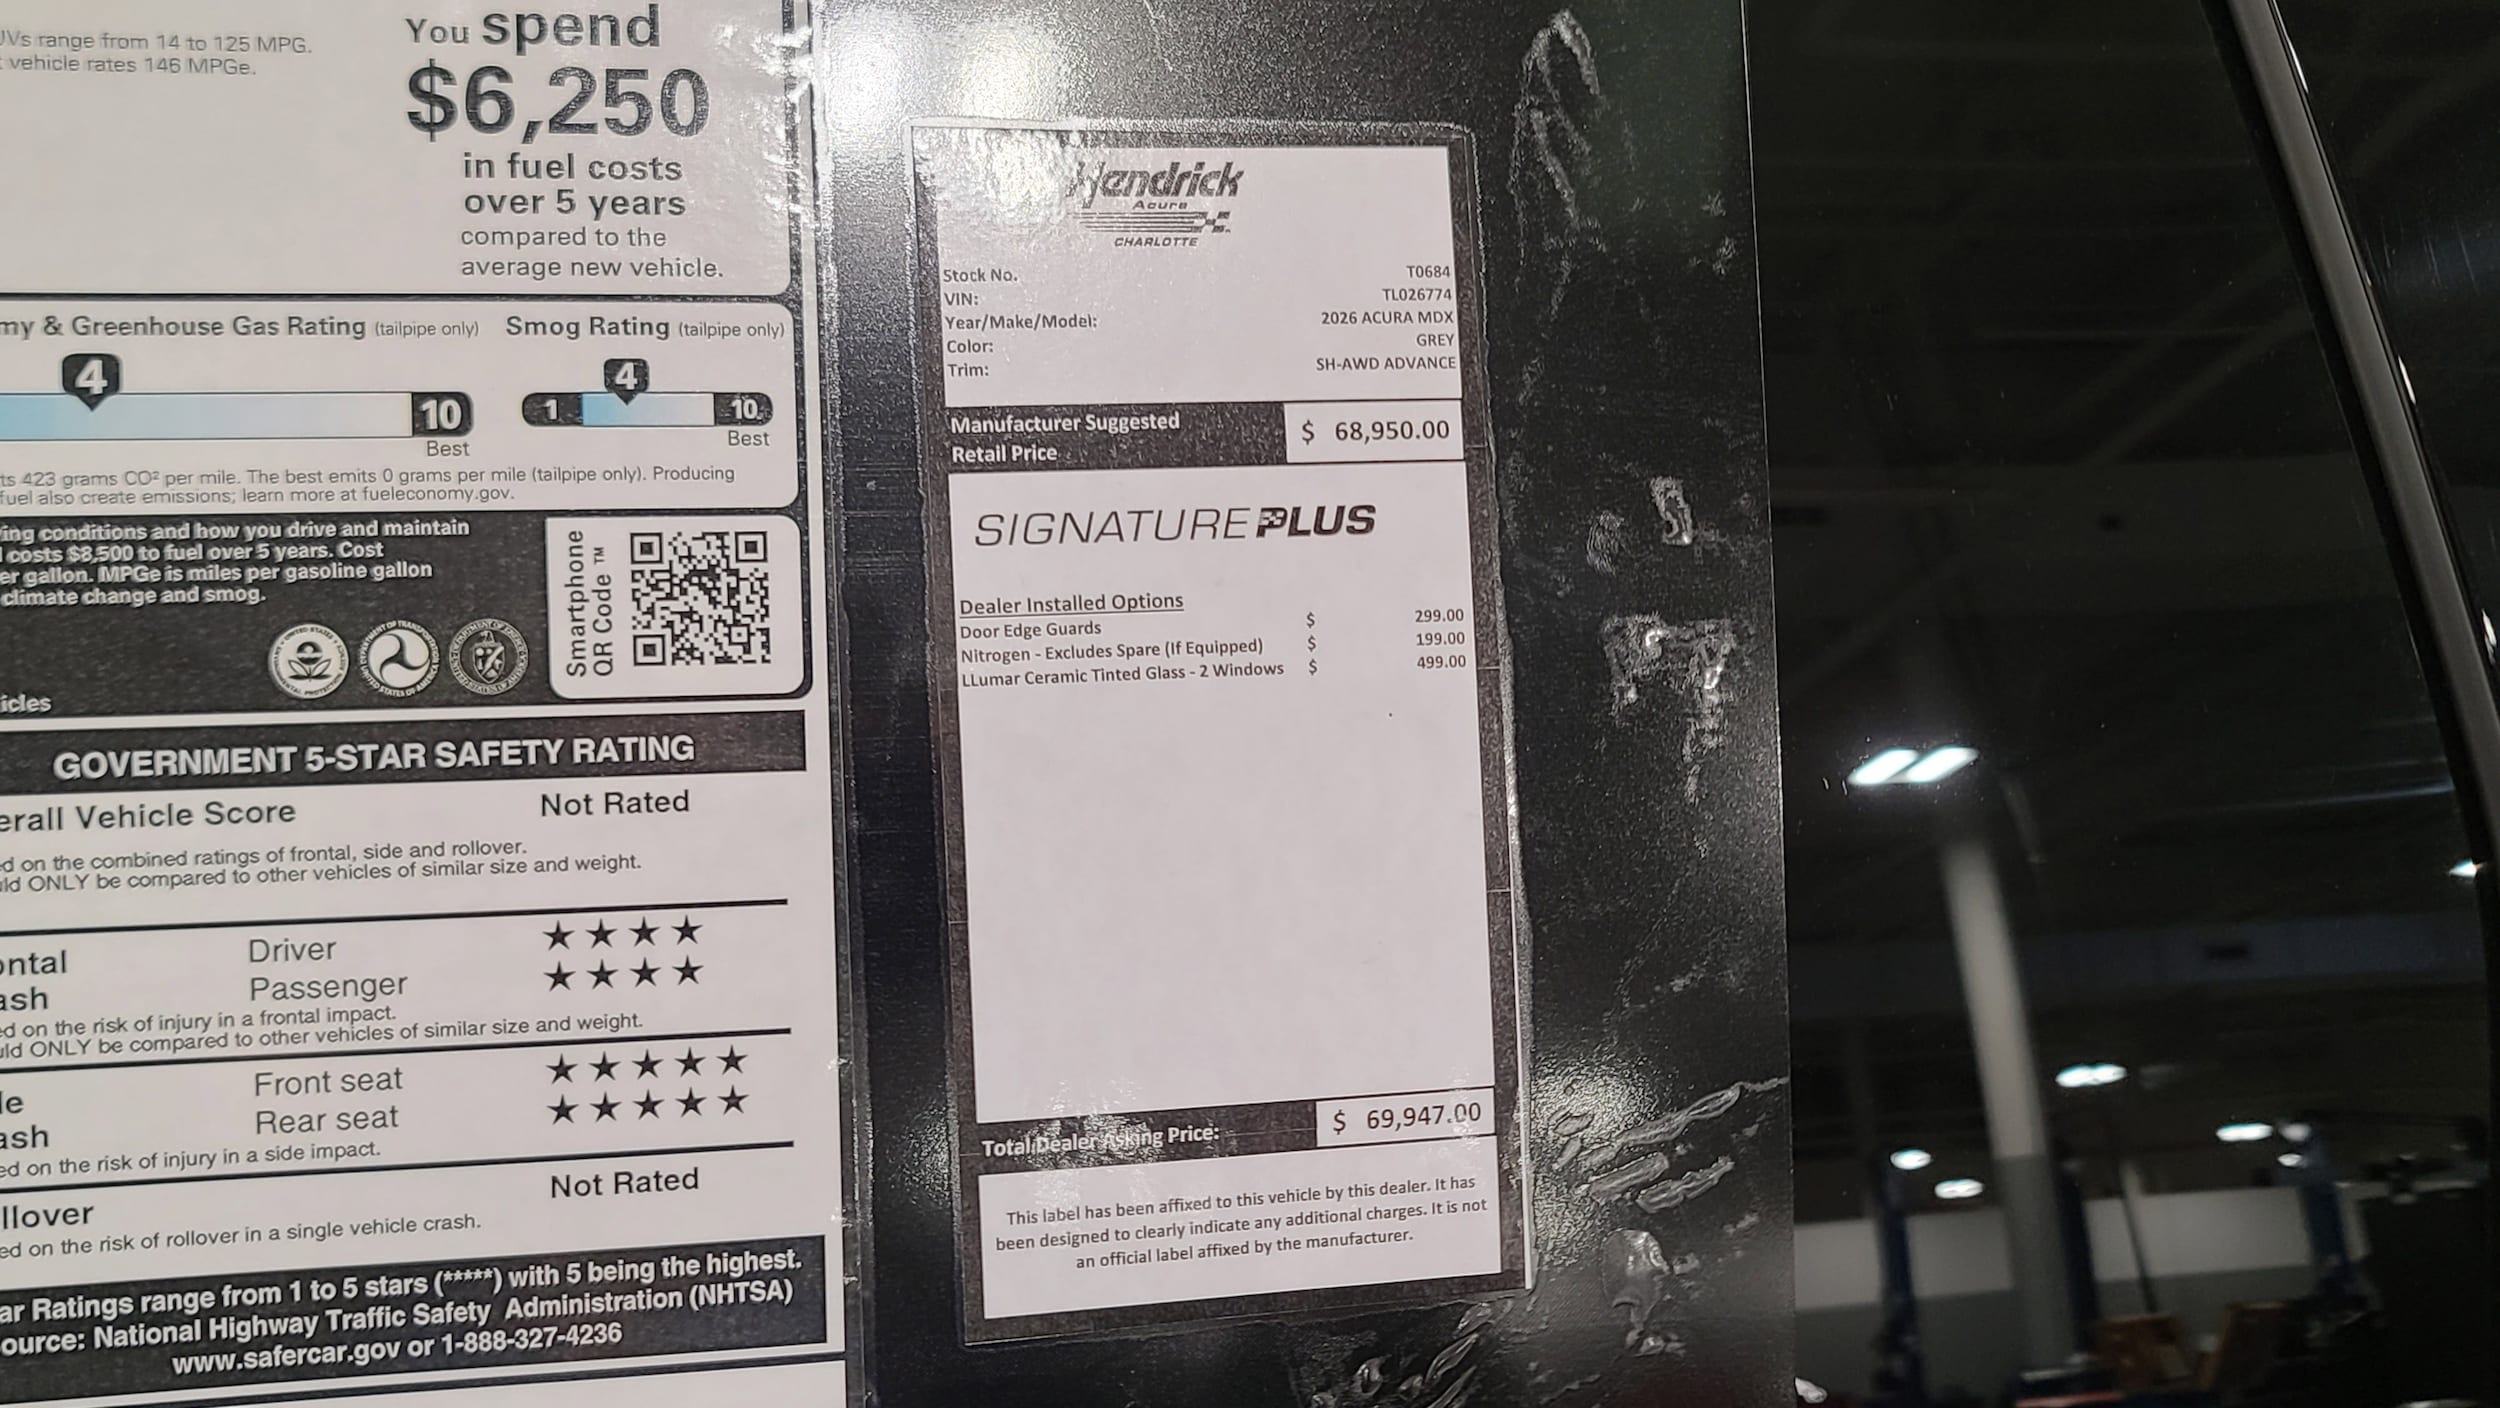 UVs range from 14 to 125 MPG.
vehicle rates 146 MPGe.
You spend
$6,250
in fuel costs
over 5 years
compared to the
average new vehicle.
my & Greenhouse Gas Rating (tailpipe only)
4
10
Best
Smog Rating (tailpipe only)
4
1
10
Best
ts 423 grams CO² per mile. The best emits 0 grams per mile (tailpipe only). Producing
fuel also create emissions; learn more at fueleconomy.gov.
ing conditions and how you drive and maintain
costs $8,500 to fuel over 5 years. Cost
er gallon. MPGe is miles per gasoline gallon
climate change and smog.
Smartphone
QR Code ™
icles
GOVERNMENT 5-STAR SAFETY RATING
erall Vehicle Score Not Rated
ed on the combined ratings of frontal, side and rollover.
uld ONLY be compared to other vehicles of similar size and weight.
ontal Driver ★★★★
ash Passenger ★★★★
ed on the risk of injury in a frontal impact.
uld ONLY be compared to other vehicles of similar size and weight.
le Front seat ★★★★★
ash Rear seat ★★★★★
ed on the risk of injury in a side impact.
llover Not Rated
ed on the risk of rollover in a single vehicle crash.
ar Ratings range from 1 to 5 stars (*****) with 5 being the highest.
ource: National Highway Traffic Safety Administration (NHTSA)
www.safercar.gov or 1-888-327-4236
Hendrick
Acura
CHARLOTTE
Stock No. T0684
VIN: TL026774
Year/Make/Model: 2026 ACURA MDX
Color: GREY
Trim: SH-AWD ADVANCE
Manufacturer Suggested
Retail Price $ 68,950.00
SIGNATUREPLUS
Dealer Installed Options
Door Edge Guards $ 299.00
Nitrogen - Excludes Spare (If Equipped) $ 199.00
LLumar Ceramic Tinted Glass - 2 Windows $ 499.00
Total Dealer Asking Price: $ 69,947.00
This label has been affixed to this vehicle by this dealer. It has
been designed to clearly indicate any additional charges. It is not
an official label affixed by the manufacturer.